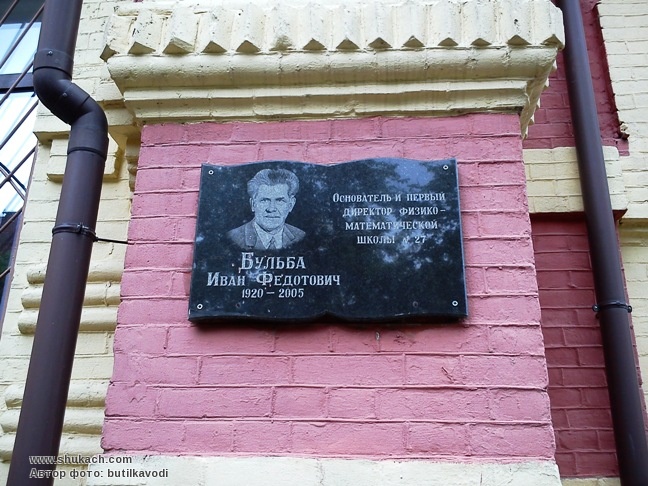 Основатель и первый
директор физико-
математической
школы № 27
Бульба
Иван Федотович
1920 - 2005
www.shukach.com
Автор фото: butilkavodi